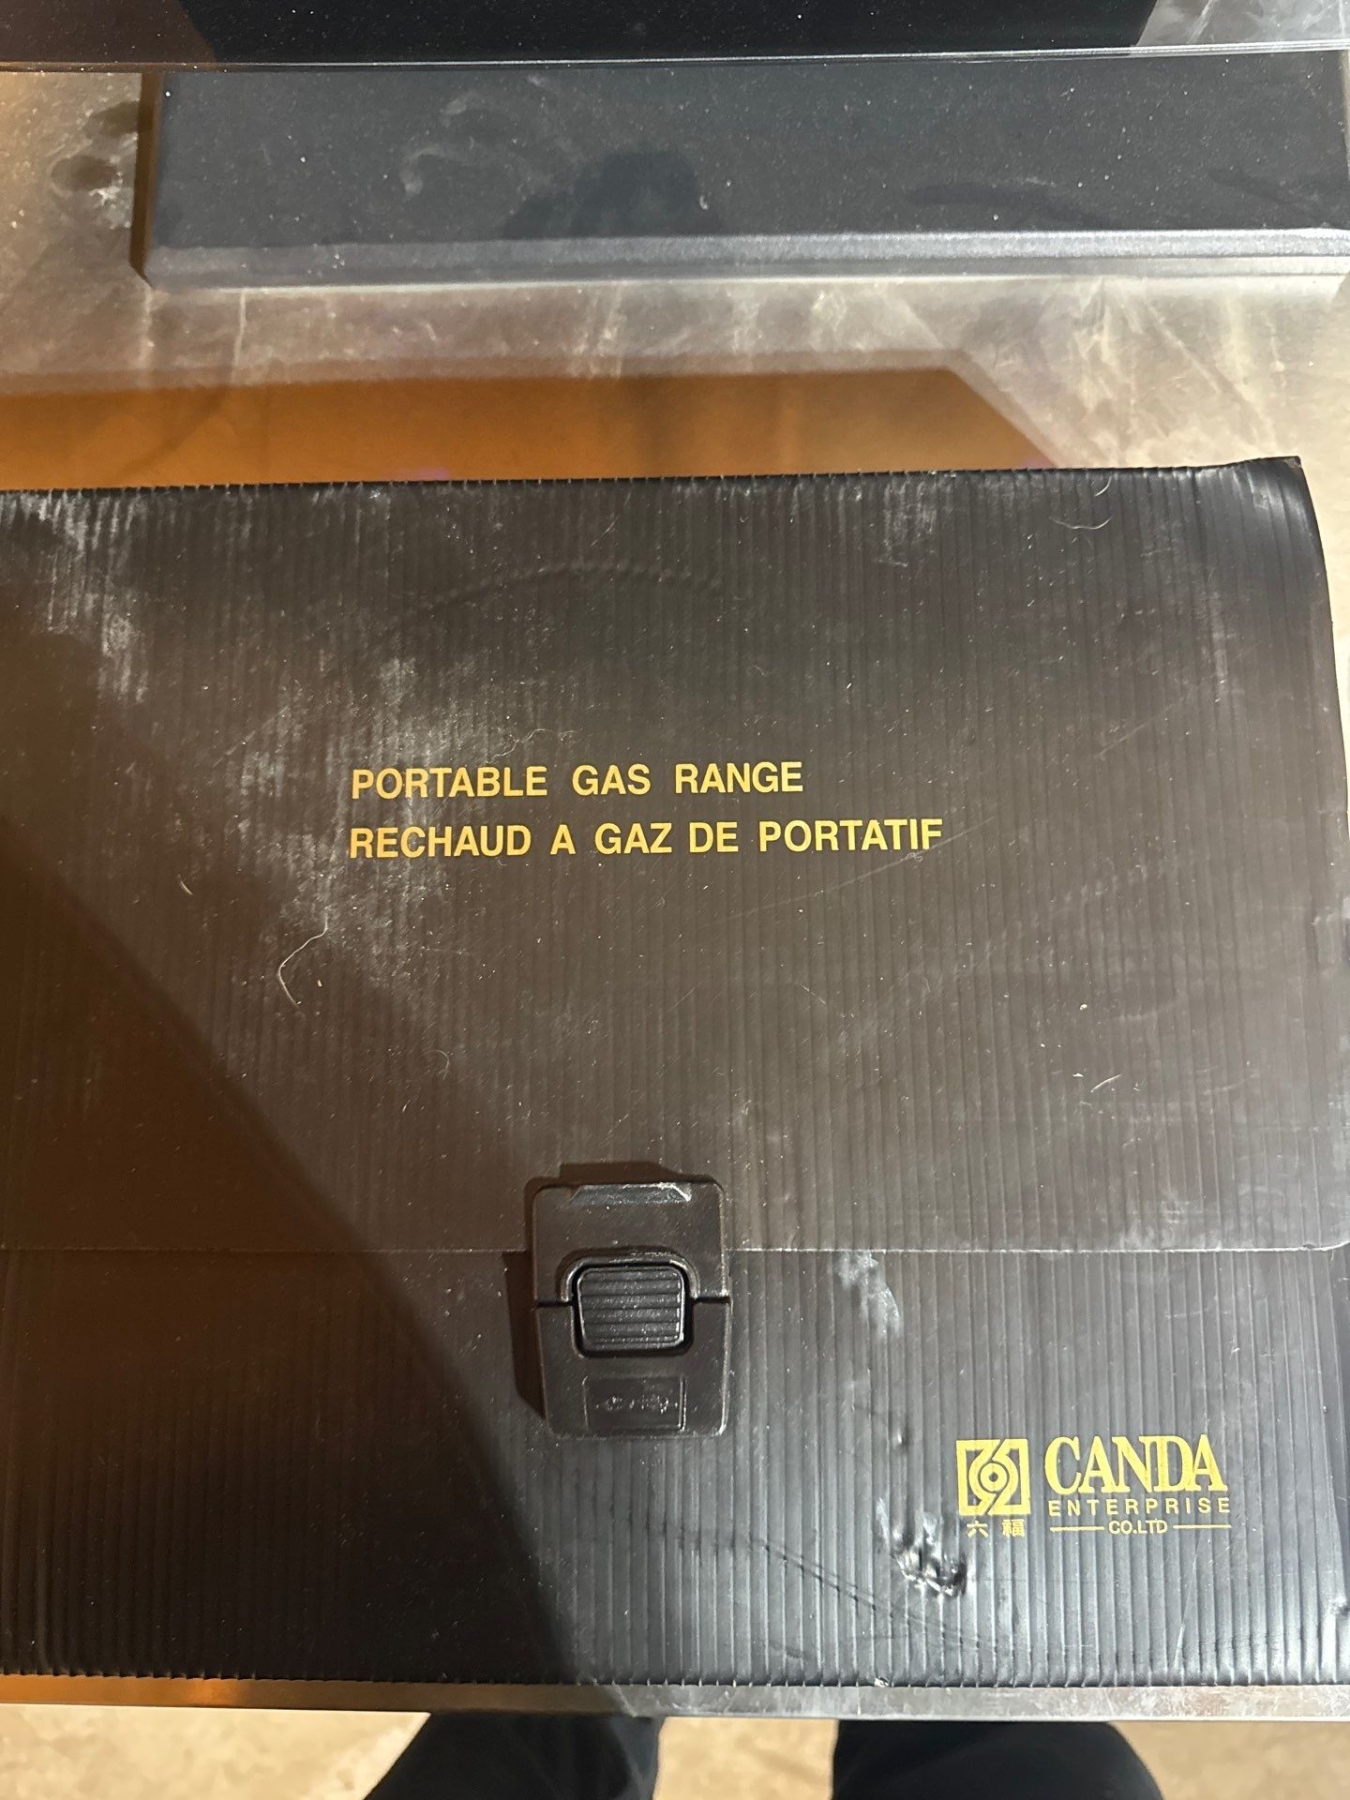 PORTABLE GAS RANGE
RECHAUD A GAZ DE PORTATIF
CANDA
ENTERPRISE
六福 CO.LTD